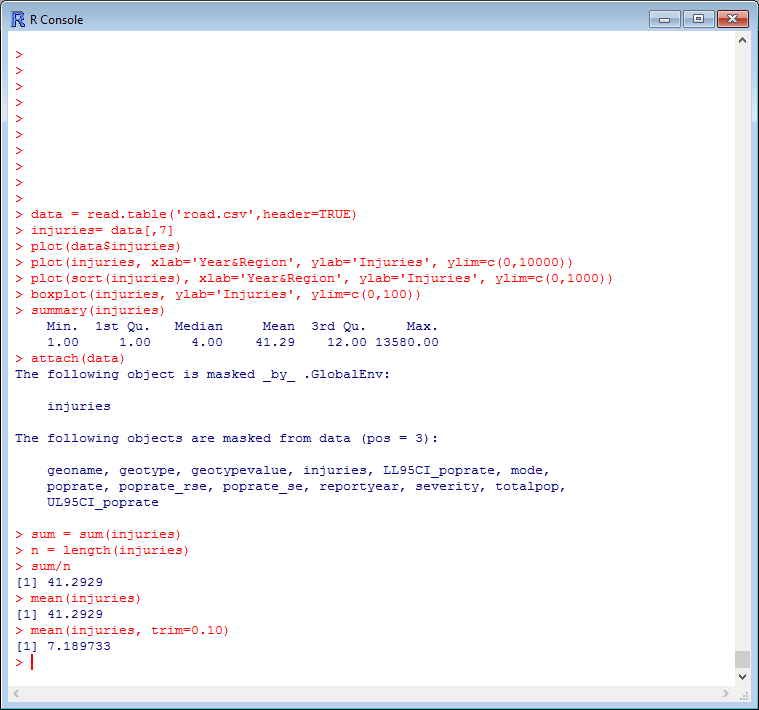 R Console
>
>
>
>
>
>
>
>
>
>
> data = read.table('road.csv',header=TRUE)
> injuries= data[,7]
> plot(data$injuries)
> plot(injuries, xlab='Year&Region', ylab='Injuries', ylim=c(0,10000))
> plot(sort(injuries), xlab='Year&Region', ylab='Injuries', ylim=c(0,1000))
> boxplot(injuries, ylab='Injuries', ylim=c(0,100))
> summary(injuries)
    Min.  1st Qu.   Median     Mean  3rd Qu.     Max.
    1.00     1.00     4.00    41.29    12.00 13580.00
> attach(data)
The following object is masked _by_ .GlobalEnv:
    injuries
The following objects are masked from data (pos = 3):
    geoname, geotype, geotypevalue, injuries, LL95CI_poprate, mode,
    poprate, poprate_rse, poprate_se, reportyear, severity, totalpop,
    UL95CI_poprate
> sum = sum(injuries)
> n = length(injuries)
> sum/n
[1] 41.2929
> mean(injuries)
[1] 41.2929
> mean(injuries, trim=0.10)
[1] 7.189733
>